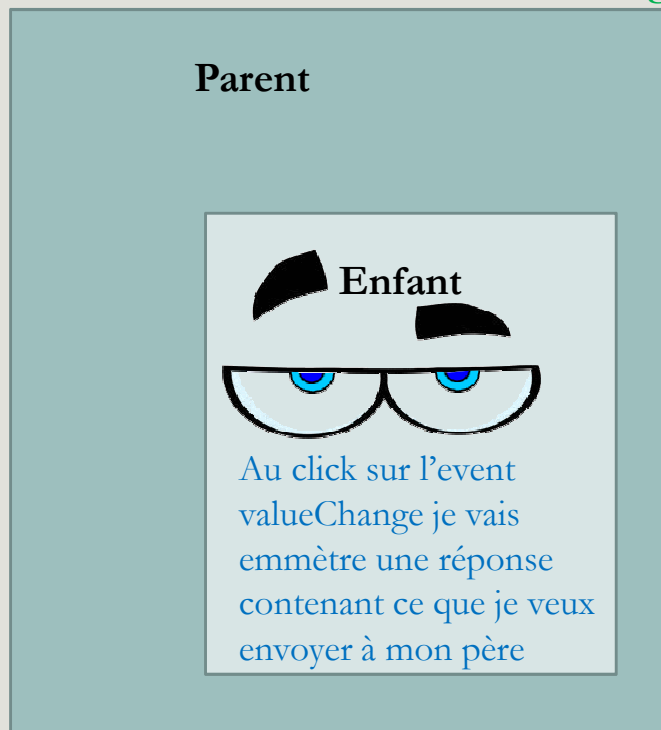 Parent
Enfant
Au click sur l’event
valueChange je vais
emmètre une réponse
contenant ce que je veux
envoyer à mon père